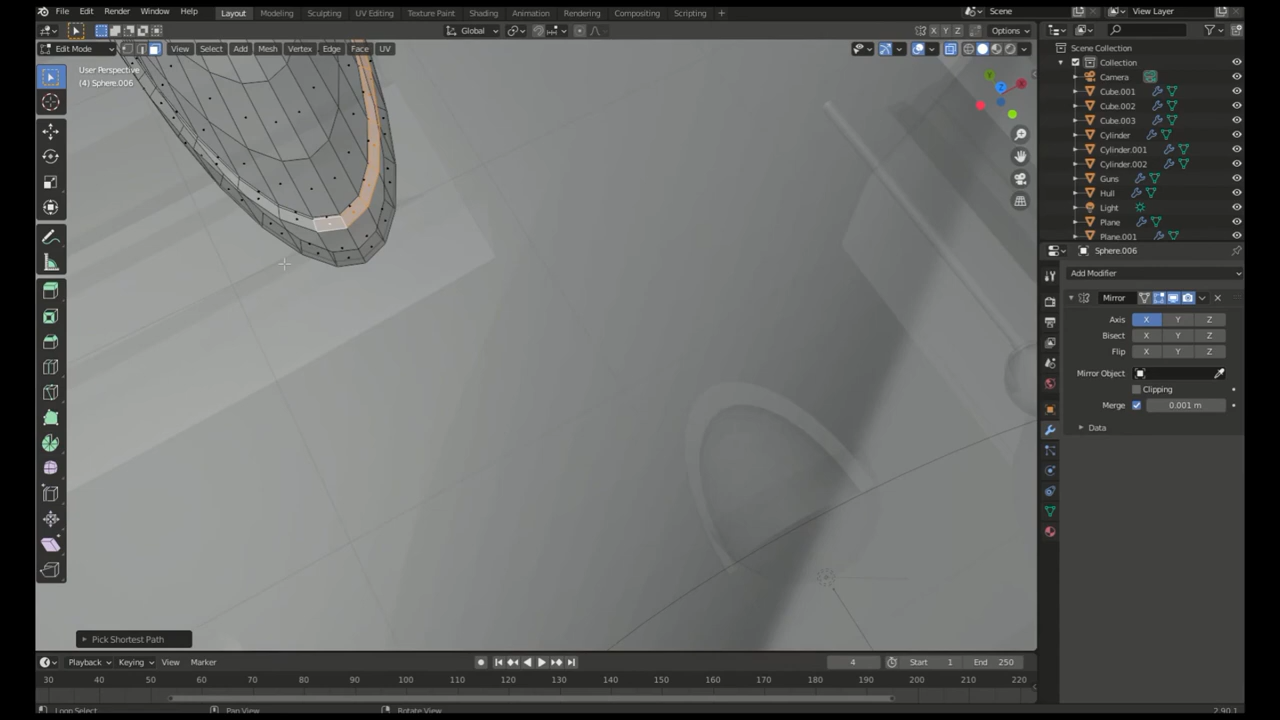 File Edit Render Window Help Layout Modeling Sculpting UV Editing Texture Paint Shading Animation Rendering Compositing Scripting + Scene View Layer
Global Options
Edit Mode View Select Add Mesh Vertex Edge Face UV
X Y Z
User Perspective
(4) Sphere.006
Scene Collection
Collection
Camera
Cube.001
Cube.002
Cube.003
Cylinder
Cylinder.001
Cylinder.002
Guns
Hull
Light
Plane
Plane.001
Sphere.006
Add Modifier
Mirror
Axis X Y Z
Bisect X Y Z
Flip X Y Z
Mirror Object
Clipping
Merge 0.001 m
Data
Pick Shortest Path
Playback Keying View Marker 4 Start 1 End 250
30 40 50 60 70 80 90 100 110 120 130 140 150 160 170 180 190 200 210 220
Loop Select Pan View Rotate View 2.90.1